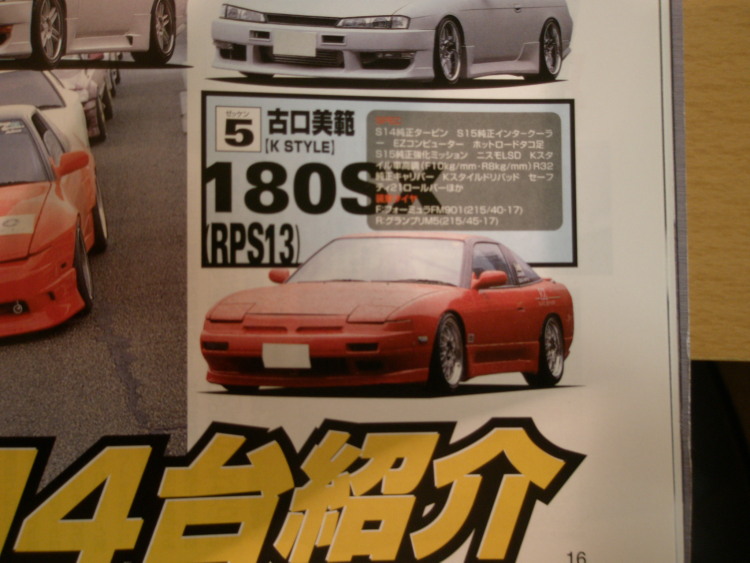 ゼッケン
5
古口美範
[K STYLE]
180SX
(RPS13)
S14純正タービン S15純正インタークーラ
ー EZコンピューター ホットロードタコ足
S15純正強化ミッション ニスモLSD Kスタ
イル車高調(F10kg/mm・R8kg/mm)R32
純正キャリパー Kスタイルドリパッド セーフ
ティ21ロールバーほか
F:フォーミュラFM901(215/40-17)
R:グランプリM5(215/45-17)
14台紹介
16